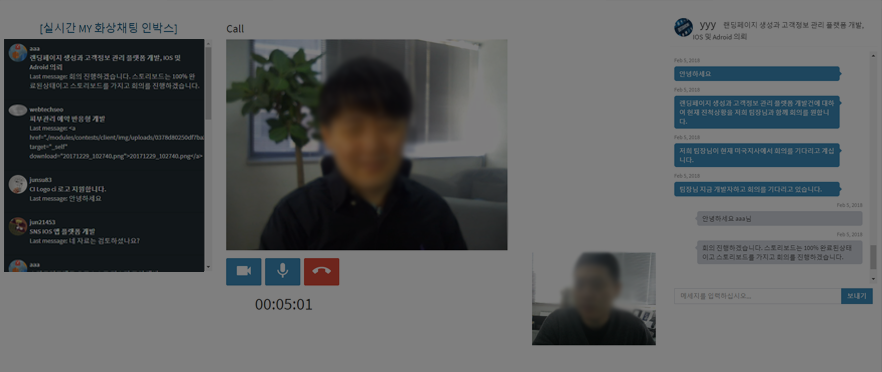 [실시간 MY 화상채팅 인박스]
aaa
랜딩페이지 생성과 고객정보 관리 플랫폼 개발, IOS 및
Adroid 의뢰
Last message: 회의 진행하겠습니다. 스토리보드는 100% 완
료된상태이고 스토리보드를 가지고 회의를 진행하겠습니다.
webtechseo
피부관리 예약 반응형 개발
Last message: <a
href="/modules/contests/client/img/uploads/0378d80250df7ba
target="_self"
download="20171229_102740.png">20171229_102740.png</a>
junsu83
CI Logo ci 로고 지원합니다.
Last message: 안녕하세요
jun21453
SNS IOS 앱 플랫폼 개발
Last message: 네 자료는 검토하셨나요?
aaa
Call
00:05:01
yyy 랜딩페이지 생성과 고객정보 관리 플랫폼 개발,
IOS 및 Adroid 의뢰
Feb 5, 2018
안녕하세요
Feb 5, 2018
랜딩페이지 생성과 고객정보 관리 플랫폼 개발건에 대하
여 현재 진척상황을 저희 팀장님과 함께 회의를 원합니
다.
Feb 5, 2018
저희 팀장님이 현재 미국지사에서 회의를 기다리고 계십
니다.
Feb 5, 2018
팀장님 지금 개발자하고 회의를 기다리고 있습니다.
Feb 5, 2018
안녕하세요 aaa님
Feb 5, 2018
회의 진행하겠습니다. 스토리보드는 100% 완료된상태
이고 스토리보드를 가지고 회의를 진행하겠습니다.
메세지를 입력하십시오...
보내기